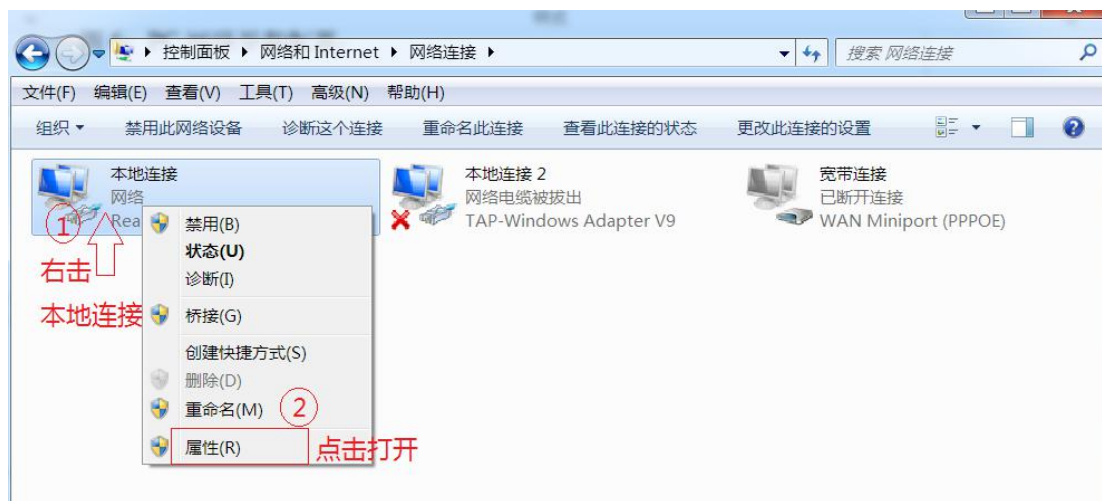 控制面板 ▸ 网络和 Internet ▸ 网络连接 ▸
搜索 网络连接
文件(F) 编辑(E) 查看(V) 工具(T) 高级(N) 帮助(H)
组织 禁用此网络设备 诊断这个连接 重命名此连接 查看此连接的状态 更改此连接的设置
本地连接
网络
Rea
本地连接 2
网络电缆被拔出
TAP-Windows Adapter V9
宽带连接
已断开连接
WAN Miniport (PPPOE)
①
右击
本地连接
禁用(B)
状态(U)
诊断(I)
桥接(G)
创建快捷方式(S)
删除(D)
重命名(M)
②
属性(R)
点击打开